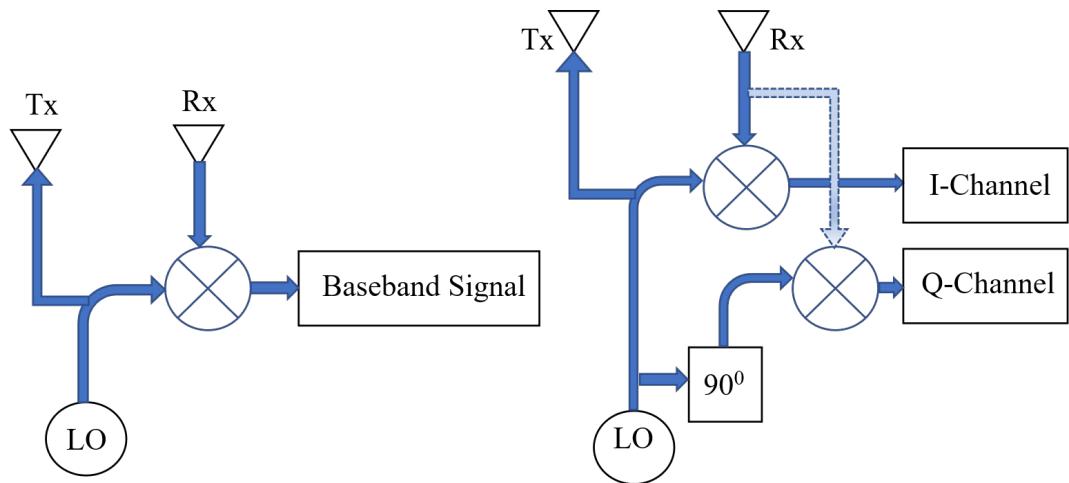 Tx
Rx
Baseband Signal
LO
Tx
Rx
I-Channel
Q-Channel
90⁰
LO